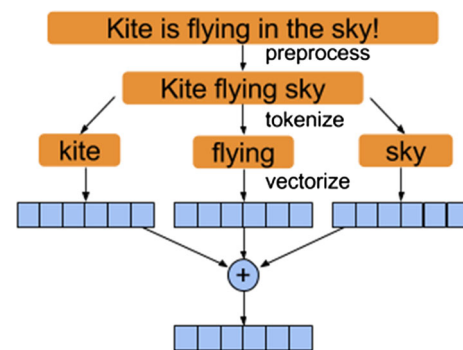 Kite is flying in the sky!
preprocess
Kite flying sky
tokenize
kite
flying
sky
vectorize
+